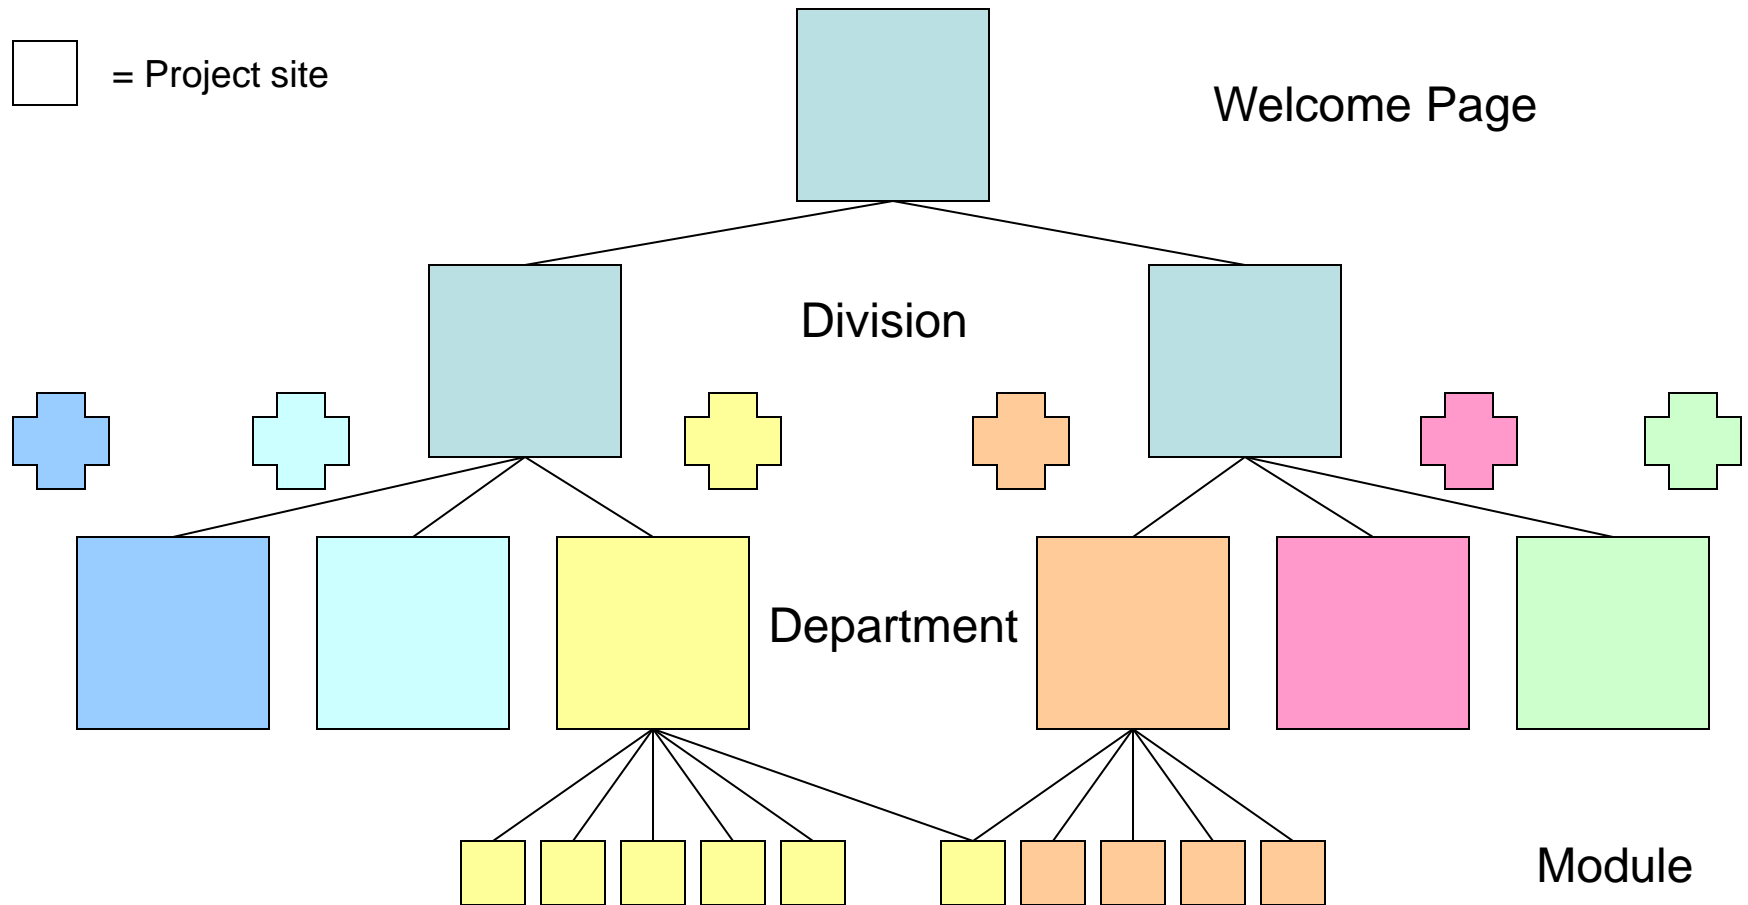 = Project site
Welcome Page
Division
Department
Module